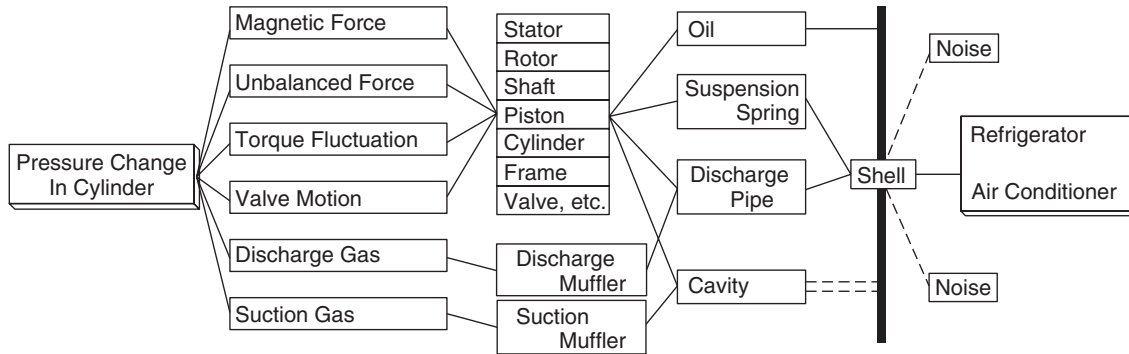 Pressure Change
In Cylinder
Magnetic Force
Unbalanced Force
Torque Fluctuation
Valve Motion
Discharge Gas
Suction Gas
Stator
Rotor
Shaft
Piston
Cylinder
Frame
Valve, etc.
Discharge
Muffler
Suction
Muffler
Oil
Suspension
Spring
Discharge
Pipe
Cavity
Shell
Noise
Noise
Refrigerator
Air Conditioner